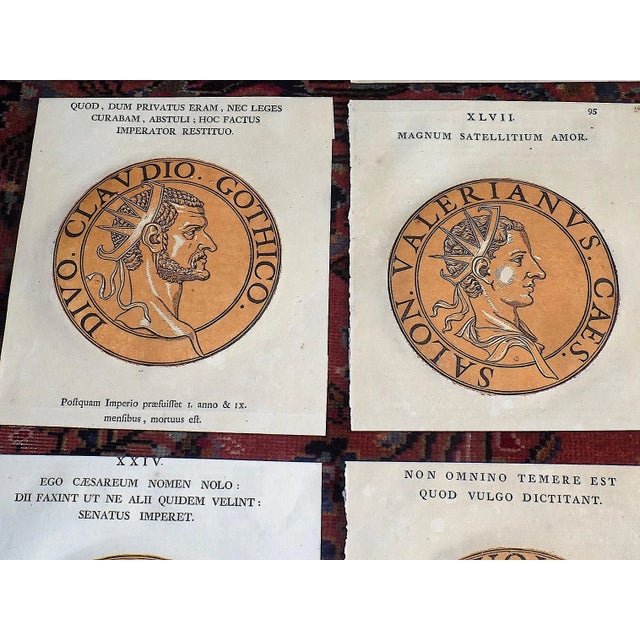 QUOD, DUM PRIVATUS ERAM, NEC LEGES
CURABAM, ABSTULI; HOC FACTUS
IMPERATOR RESTITUO.
DIVO. CLAVDIO. GOTHICO.
Poſtquam Imperio præfuiſſet I. anno & IX.
menſibus, mortuus eſt.
XLVII.
95
MAGNUM SATELLITIUM AMOR.
SALON. VALERIANVS. CAES.
XXIV.
EGO CÆSAREUM NOMEN NOLO:
DII FAXINT UT NE ALII QUIDEM VELINT:
SENATUS IMPERET.
NON OMNINO TEMERE EST
QUOD VULGO DICTITANT.